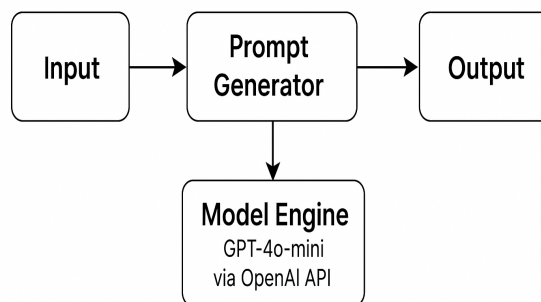 Input
Prompt
Generator
Output
Model Engine
GPT-4o-mini
via OpenAI API